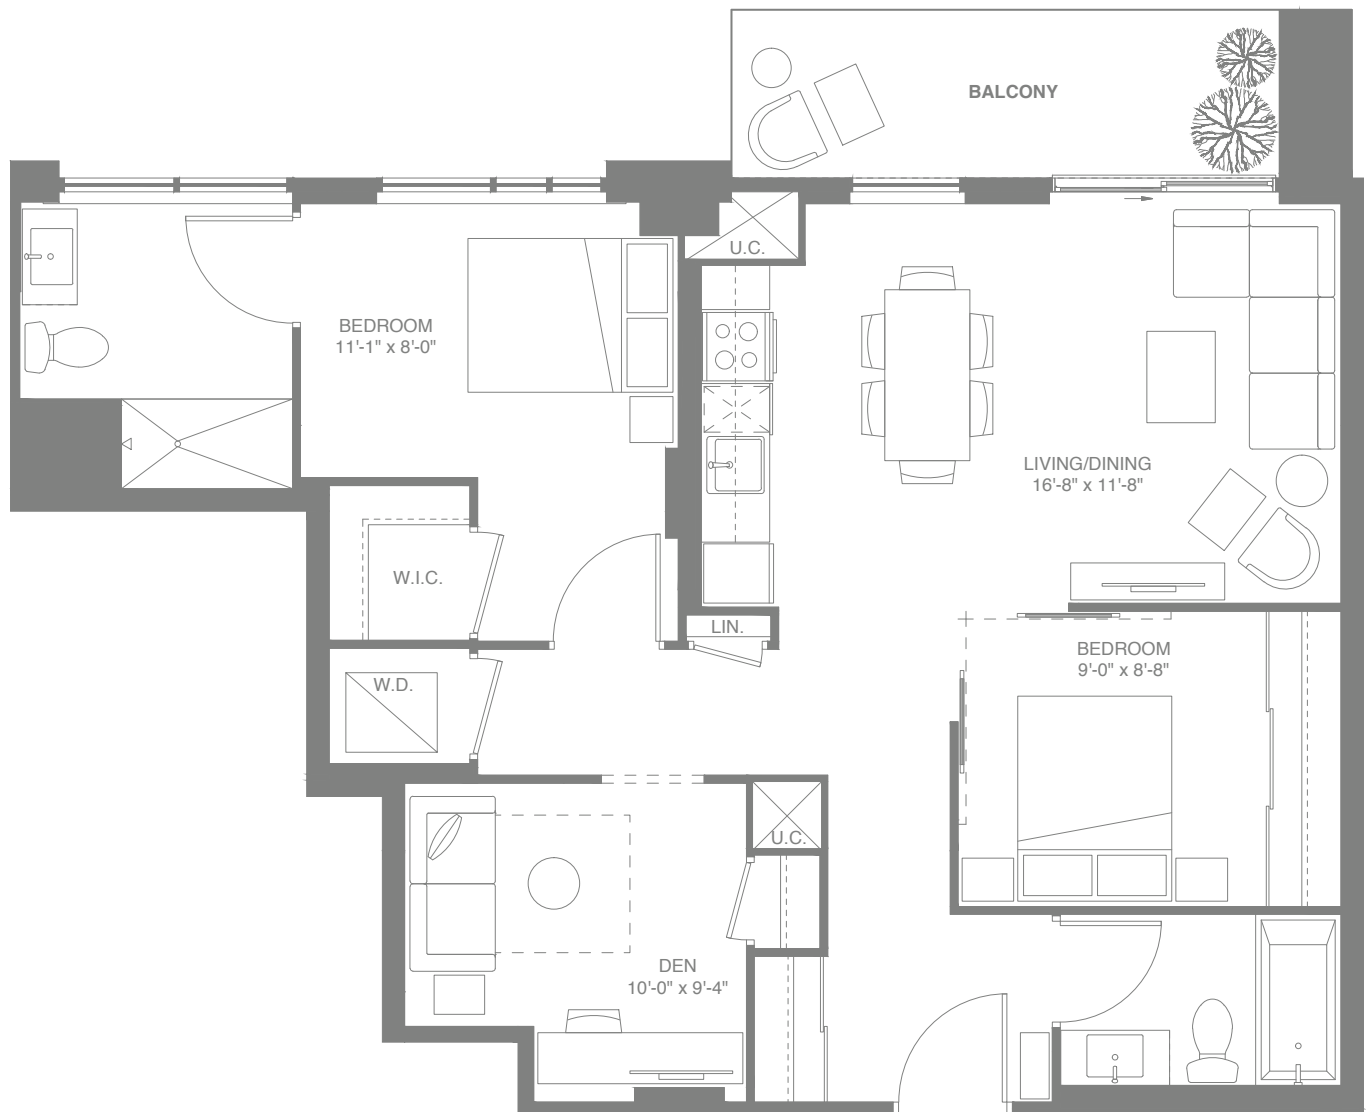 BALCONY
U.C.
BEDROOM
11'-1" x 8'-0"
LIVING/DINING
16'-8" x 11'-8"
W.I.C.
LIN.
BEDROOM
9'-0" x 8'-8"
W.D.
U.C.
DEN
10'-0" x 9'-4"